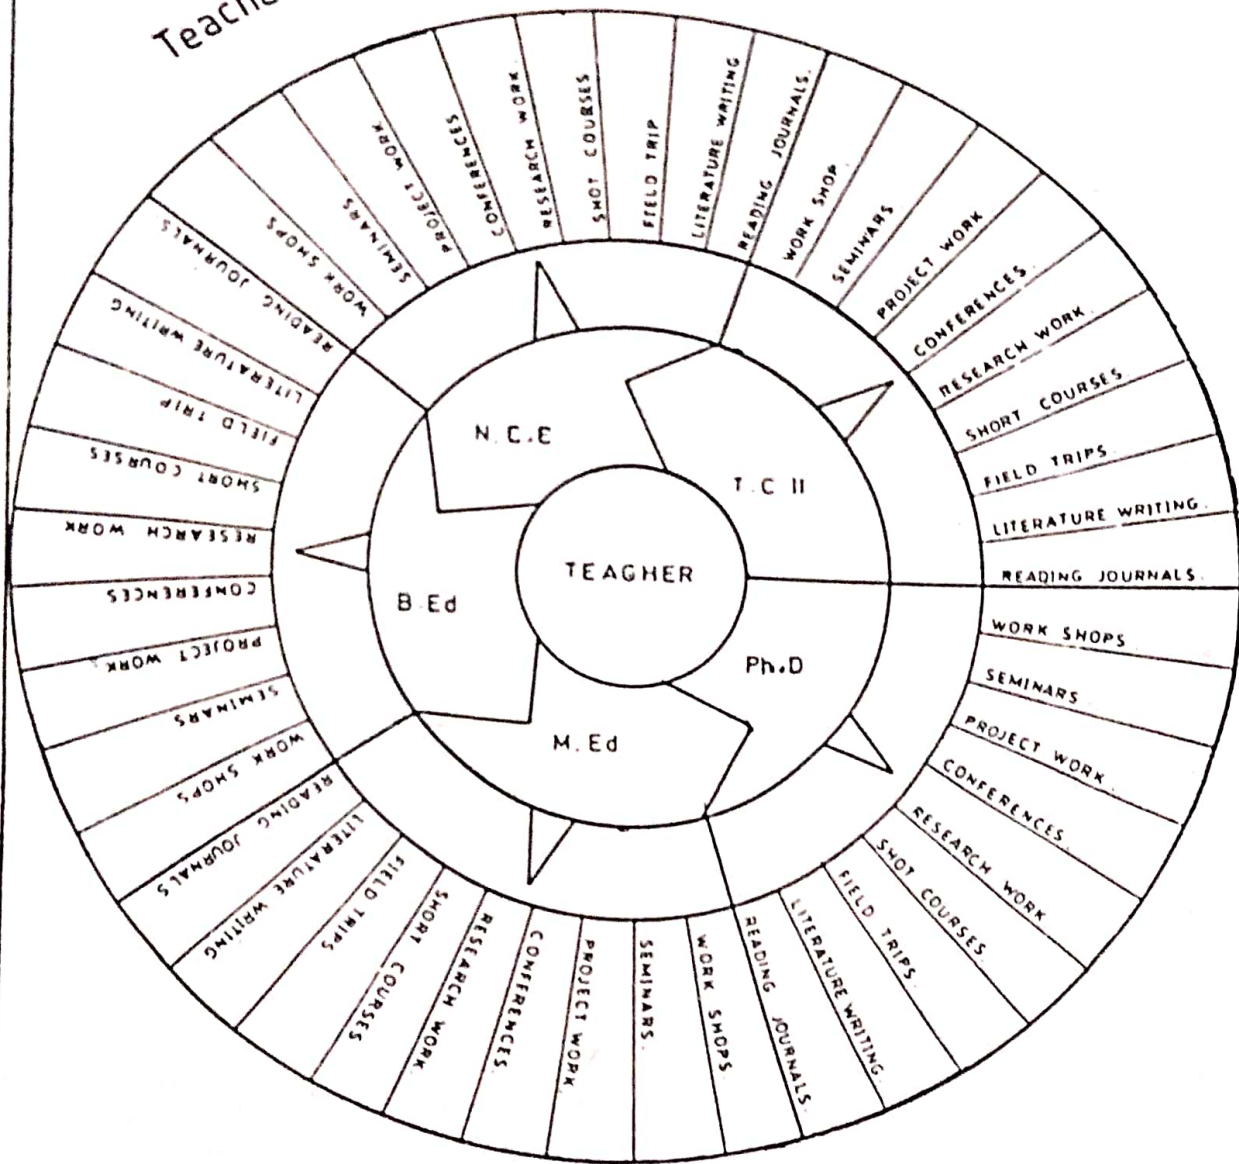 Teach
TEAGHER
T.C II
Ph.D
M.Ed
B.Ed
N.C.E
WORK SHOP.
SEMINARS
PROJECT WORK
CONFERENCES.
RESEARCH WORK.
SHORT COURSES.
FIELD TRIPS.
LITERATURE WRITING.
READING JOURNALS.
WORK SHOPS
SEMINARS
PROJECT WORK.
CONFERENCES.
RESEARCH WORK
SHOT COURSES.
FIELD TRIPS.
LITERATURE WRITING.
READING JOURNALS.
WORK SHOPS.
SEMINARS.
PROJECT WORK.
CONFERENCES.
RESEARCH WORK.
SHORT COURSES
FIELD TRIPS
LITERATURE WRITING
READING JOURNALS
WORK SHOPS
SEMINARS
PROJECT WORK
CONFERENCES
RESEARCH WORK
SHORT COURSES
FIELD TRIP
LITERATURE WRITING
READING JOURNALS
WORK SHOPS
SEMINARS
PROJECT WORK
CONFERENCES
RESEARCH WORK.
SHOT COURSES
FIELD TRIP
LITERATURE WRITING
READING JOURNALS.